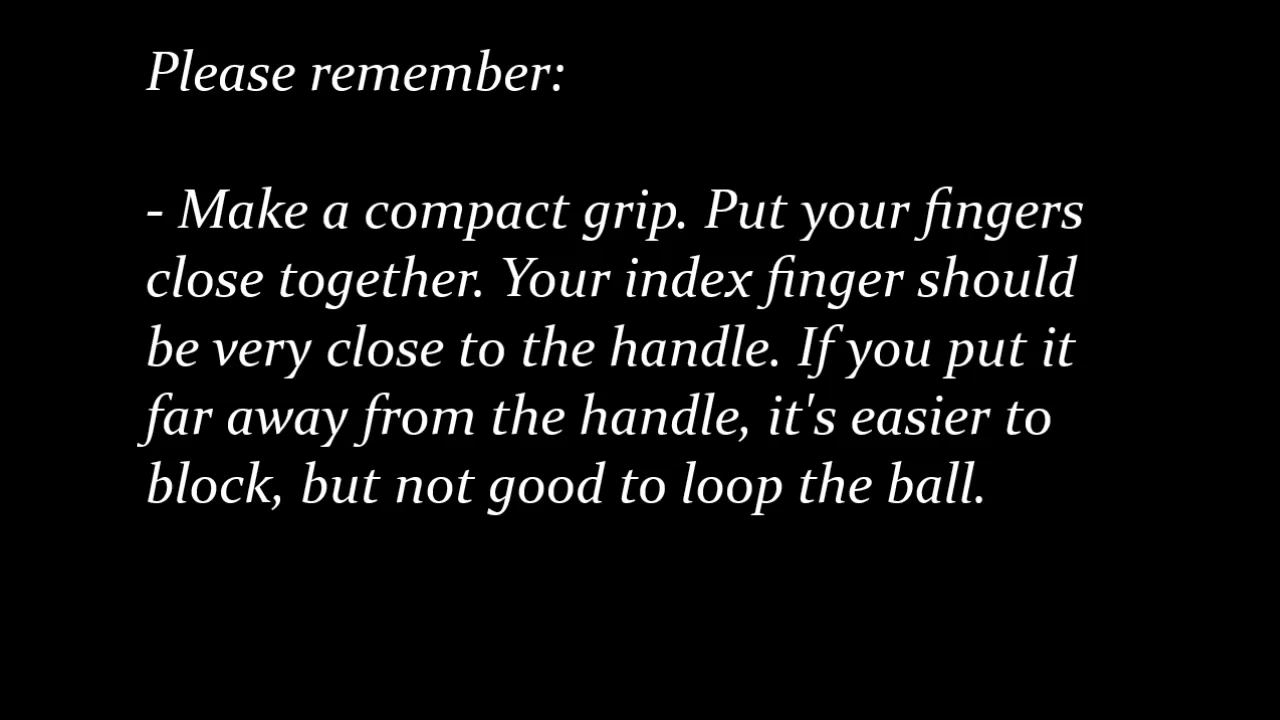 Please remember:
- Make a compact grip. Put your fingers
close together. Your index finger should
be very close to the handle. If you put it
far away from the handle, it's easier to
block, but not good to loop the ball.